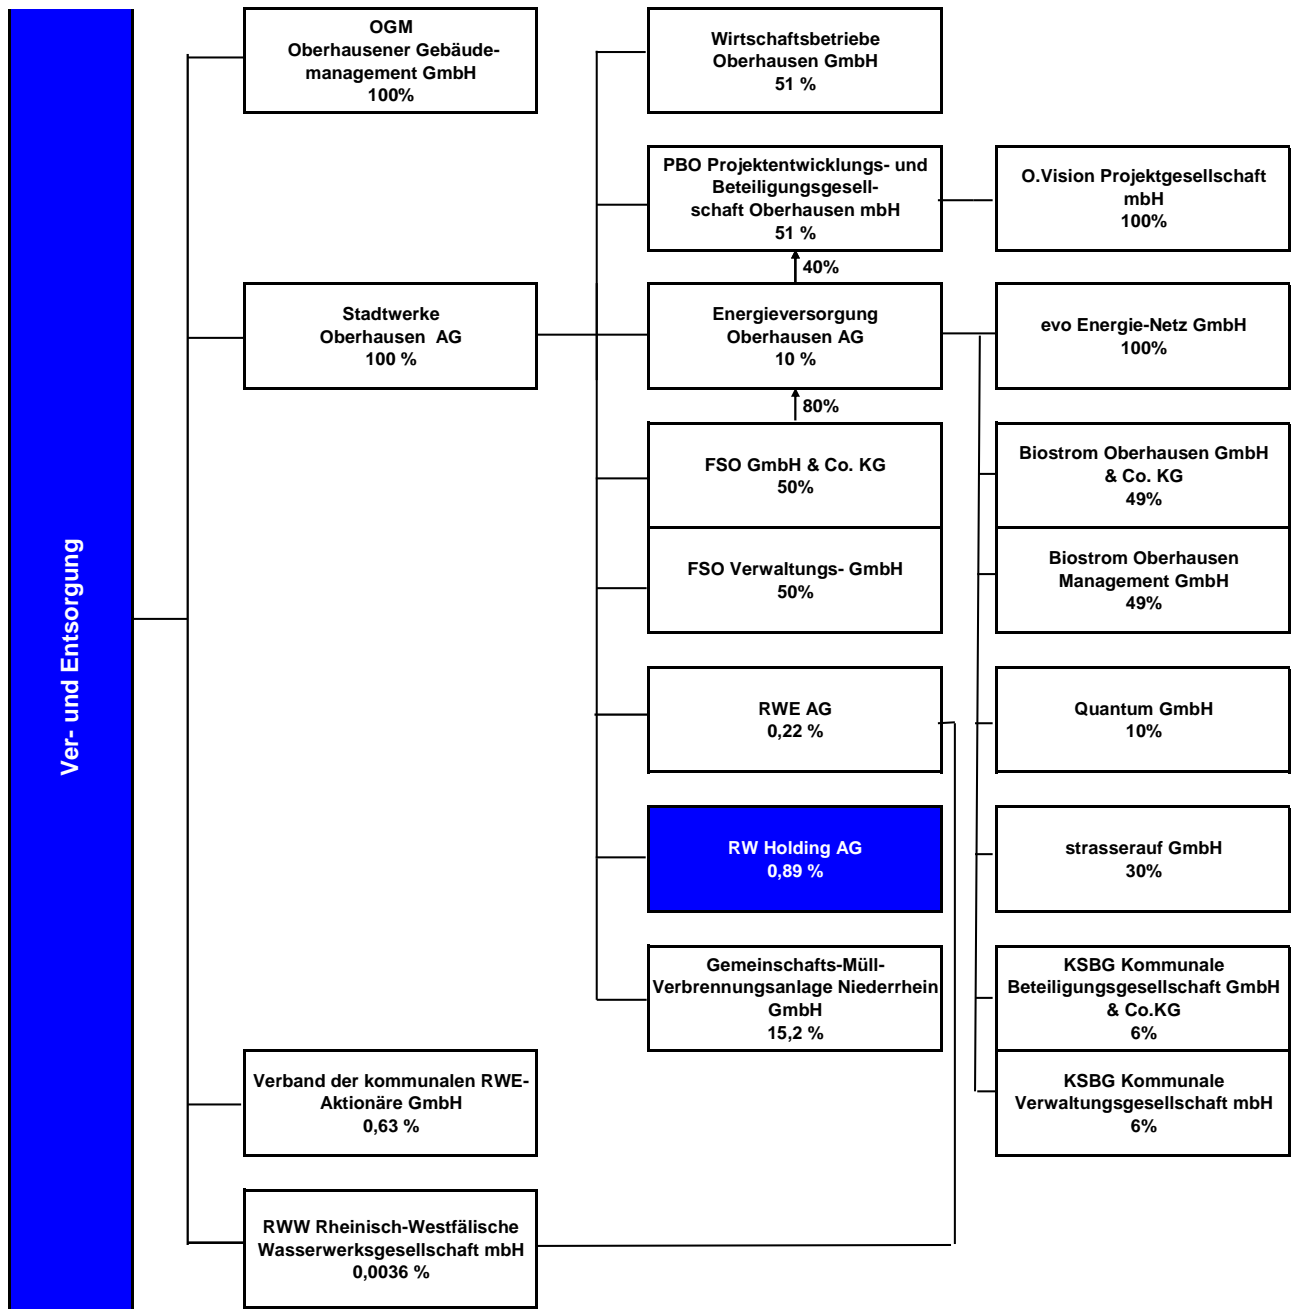 Ver- und Entsorgung
OGM
Oberhausener Gebäude-
management GmbH
100%
Stadtwerke
Oberhausen AG
100 %
Verband der kommunalen RWE-
Aktionäre GmbH
0,63 %
RWW Rheinisch-Westfälische
Wasserwerksgesellschaft mbH
0,0036 %
Wirtschaftsbetriebe
Oberhausen GmbH
51 %
PBO Projektentwicklungs- und
Beteiligungsgesell-
schaft Oberhausen mbH
51 %
40%
Energieversorgung
Oberhausen AG
10 %
80%
FSO GmbH & Co. KG
50%
FSO Verwaltungs- GmbH
50%
RWE AG
0,22 %
RW Holding AG
0,89 %
Gemeinschafts-Müll-
Verbrennungsanlage Niederrhein
GmbH
15,2 %
O.Vision Projektgesellschaft
mbH
100%
evo Energie-Netz GmbH
100%
Biostrom Oberhausen GmbH
& Co. KG
49%
Biostrom Oberhausen
Management GmbH
49%
Quantum GmbH
10%
strasserauf GmbH
30%
KSBG Kommunale
Beteiligungsgesellschaft GmbH
& Co.KG
6%
KSBG Kommunale
Verwaltungsgesellschaft mbH
6%